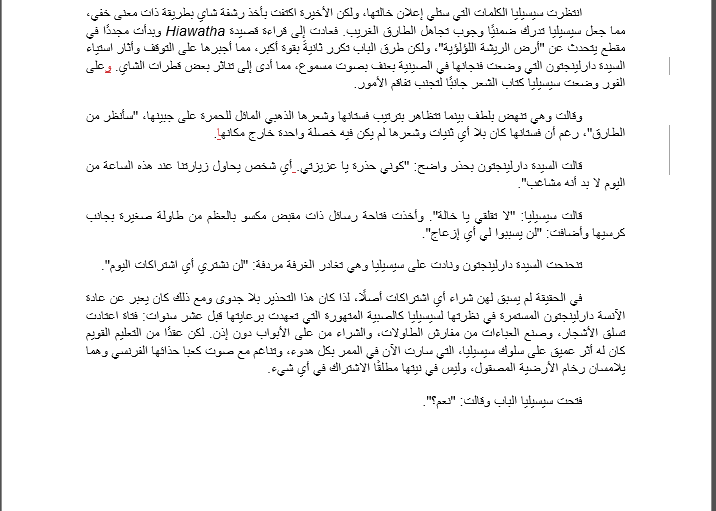 انتظرت سيسيليا الكلمات التي ستلي إعلان خالتها، ولكن الأخيرة اكتفت بأخذ رشفة شاي بطريقة ذات معنى خفي،
مما جعل سيسيليا تدرك ضمنيًا وجوب تجاهل الطارق الغريب. فعادت إلى قراءة قصيدة Hiawatha وبدأت مجددًا في
مقطع يتحدث عن "أرض الريشة اللؤلؤية"، ولكن طرق الباب تكرر ثانيةً بقوة أكبر، مما أجبرها على التوقف وأثار استياء
السيدة دارلينجتون التي وضعت فنجانها في الصينية بعنف بصوت مسموع، مما أدى إلى تناثر بعض قطرات الشاي. وعلى
الفور وضعت سيسيليا كتاب الشعر جانبًا لتجنب تفاقم الأمور.
وقالت وهي تنهض بلطف بينما تتظاهر بترتيب فستانها وشعرها الذهبي المائل للحمرة على جبينها، "سأنظر من
الطارق"، رغم أن فستانها كان بلا أي ثنيات وشعرها لم يكن فيه خصلة واحدة خارج مكانها.
قالت السيدة دارلينجتون بحذر واضح: "كوني حذرة يا عزيزتي. أي شخص يحاول زيارتنا عند هذه الساعة من
اليوم لا بد أنه مشاغب".
قالت سيسيليا: "لا تقلقي يا خالة". وأخذت فتاحة رسائل ذات مقبض مكسو بالعظم من طاولة صغيرة بجانب
كرسيها وأضافت: "لن يسببوا لي أي إزعاج".
تنحنحت السيدة دارلينجتون ونادت على سيسيليا وهي تغادر الغرفة مردفة: "لن نشتري أي اشتراكات اليوم".
في الحقيقة لم يسبق لهن شراء أي اشتراكات أصلًا، لذا كان هذا التحذير بلا جدوى ومع ذلك كان يعبر عن عادة
الآنسة دارلينجتون المستمرة في نظرتها لسيسيليا كالصبية المتهورة التي تعهدت برعايتها قبل عشر سنوات: فتاة اعتادت
تسلق الأشجار، وصنع العباءات من مفارش الطاولات، والشراء من على الأبواب دون إذن. لكن عقدًا من التعليم القويم
كان له أثر عميق على سلوك سيسيليا، التي سارت الآن في الممر بكل هدوء، وتناغم مع صوت كعبا حذائها الفرنسي وهما
يلامسان رخام الأرضية المصقول، وليس في نيتها مطلقًا الاشتراك في أي شيء.
فتحت سيسيليا الباب وقالت: "نعم؟".